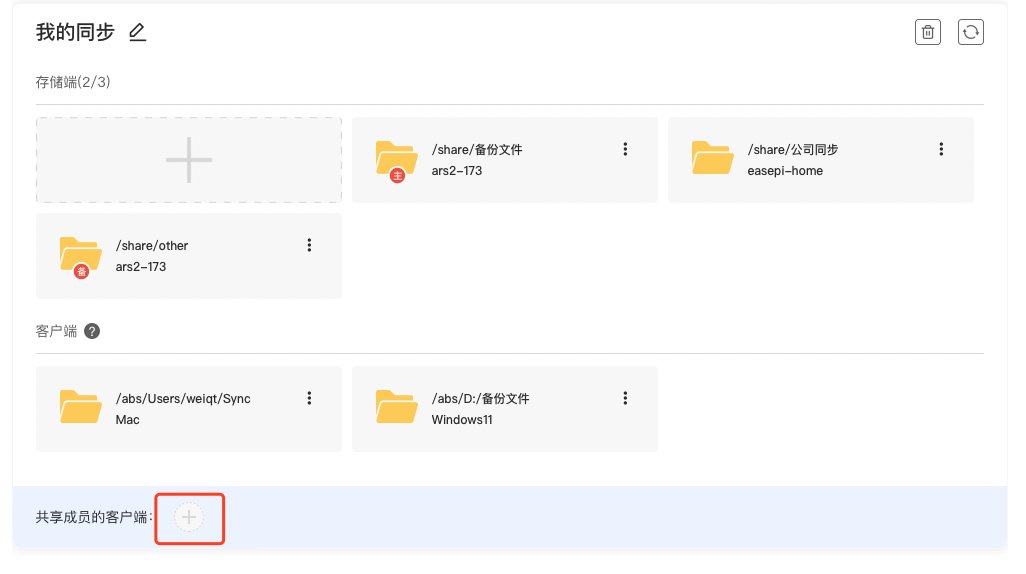 我的同步
存储端(2/3)
/share/备份文件
ars2-173
主
/share/公司同步
easepi-home
/share/other
ars2-173
备
客户端 ?
/abs/Users/weiqt/Sync
Mac
/abs/D:/备份文件
Windows11
共享成员的客户端: